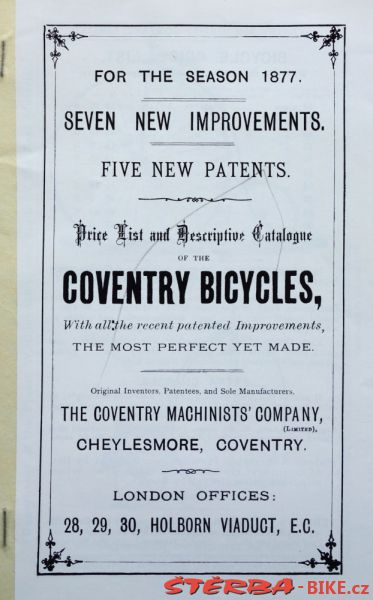 FOR THE SEASON 1877.
SEVEN NEW IMPROVEMENTS.
FIVE NEW PATENTS.
Price List and Descriptive Catalogue
OF THE
COVENTRY BICYCLES,
With all the recent patented Improvements,
THE MOST PERFECT YET MADE.
Original Inventors, Patentees, and Sole Manufacturers,
THE COVENTRY MACHINISTS' COMPANY,
(LIMITED),
CHEYLESMORE, COVENTRY.
LONDON OFFICES:
28, 29, 30, HOLBORN VIADUCT, E.C.
ŠTĚRBA-BIKE.cz